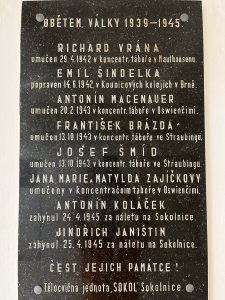 OBĚTEM VÁLKY 1939-1945
RICHARD VRÁNA
umučen 29.4.1942 v koncentr. táboře v Mauthausenu.
EMIL ŠINDELKA
popraven 14.6.1942 v Kounicových kolejích v Brně.
ANTONÍN MACENAUER
umučen 20.2.1943 v koncentr. táboře v Osvienčimi.
FRANTIŠEK BRÁZDA
umučen 13.10.1943 v koncentr. táboře ve Straubingu.
JOSEF ŠMÍD
umučen 13.10.1943 v koncentr. táboře ve Straubingu.
JANA MARIE, MATYLDA ZAJÍČKOVY
umučeny v koncentračním táboře v Osvienčimi.
ANTONÍN KOLÁČEK
zahynul 24.4.1945 za náletu na Sokolnice.
JINDŘICH JANIŠTIN
zahynul 25.4.1945 za náletu na Sokolnice.
ČEST JEJICH PAMÁTCE!
Tělocvičná jednota „SOKOL" Sokolnice.